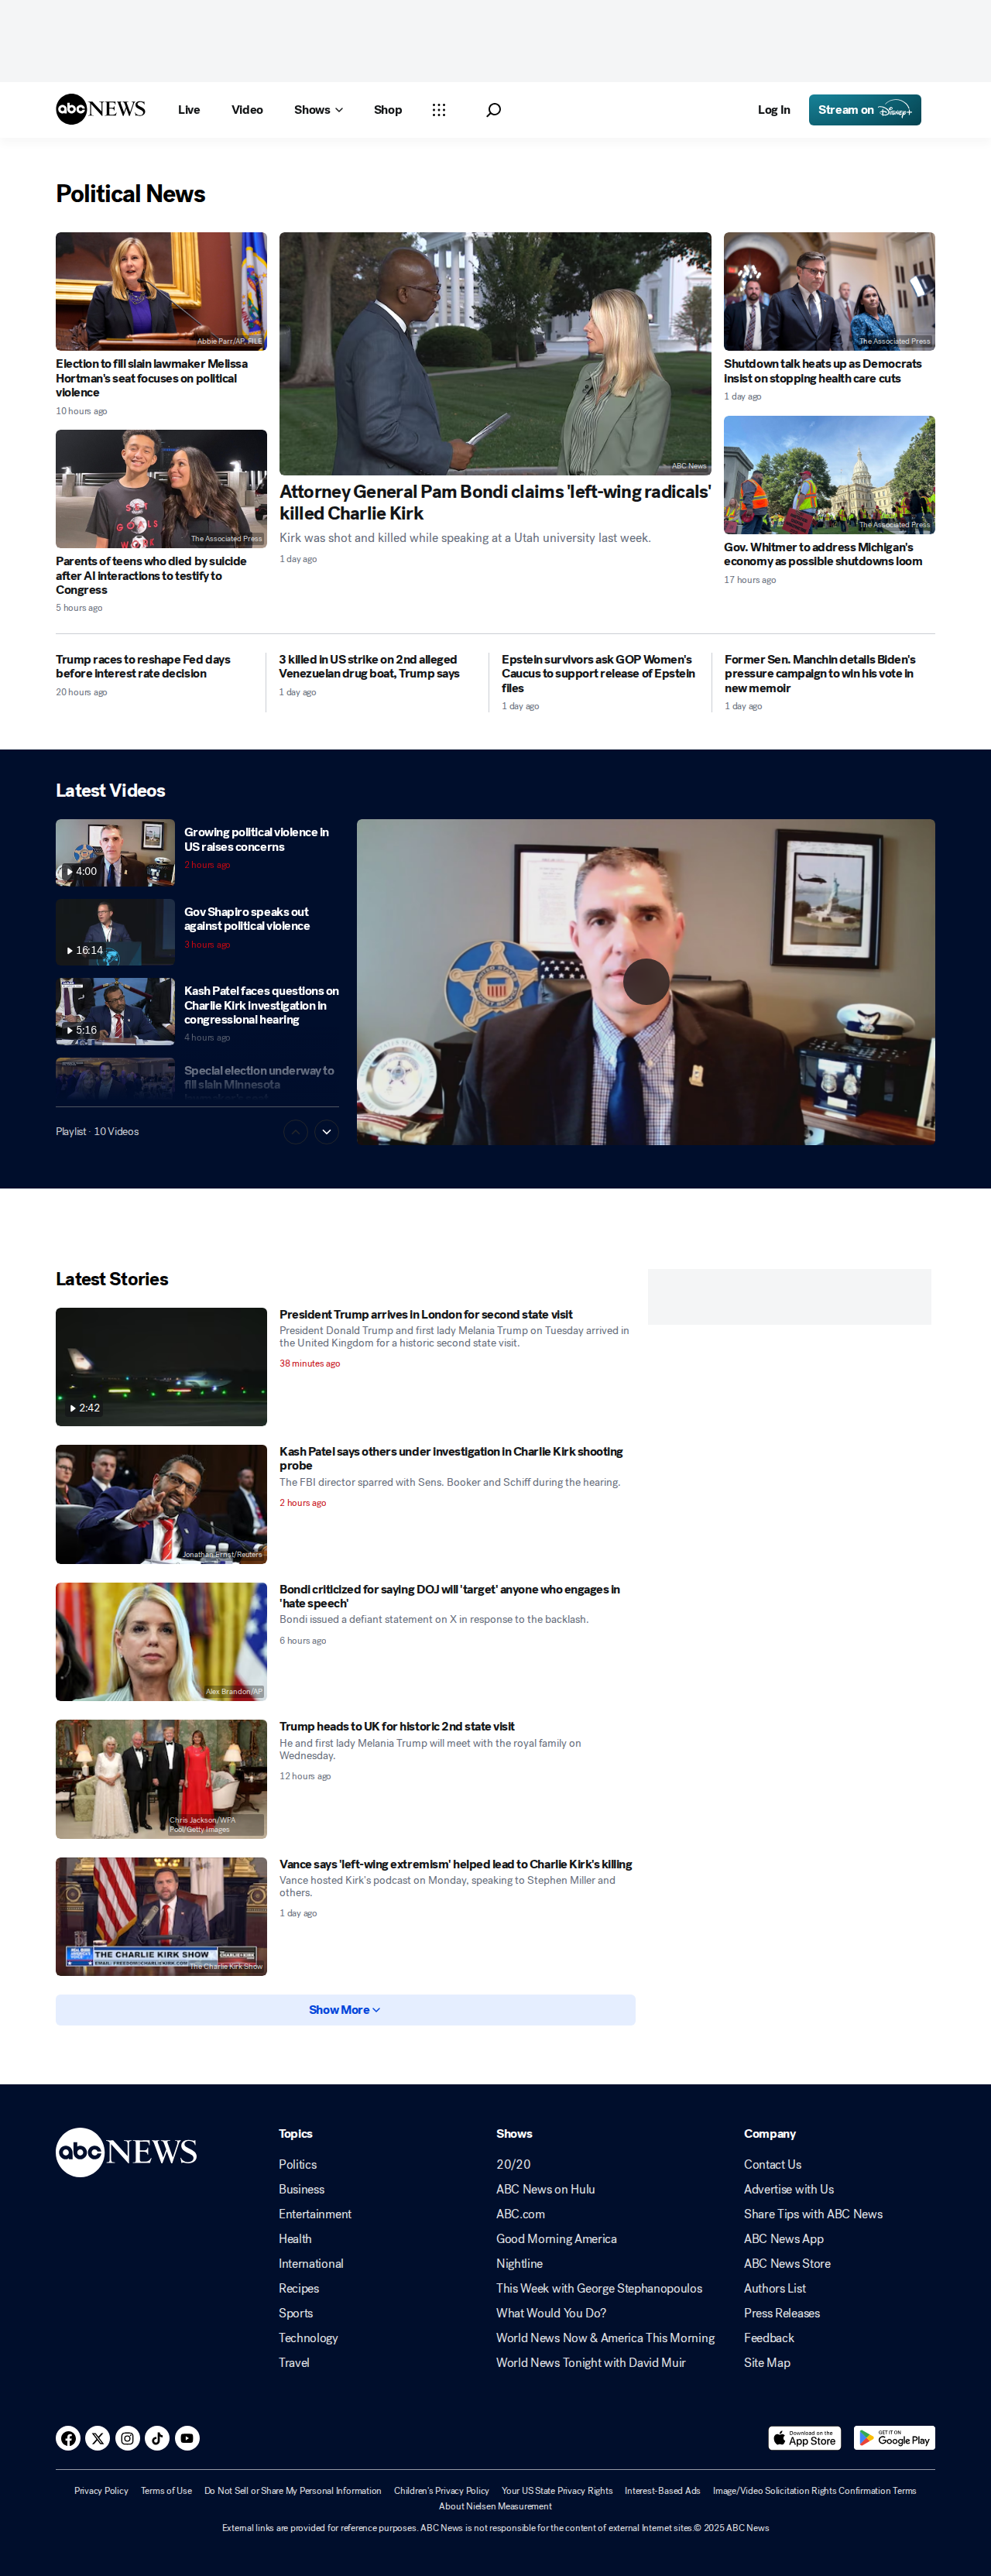 abc NEWS
Live
Video
Shows
Shop
Log In
Stream on Disney+
Political News
Abbie Parr/AP, FILE
Election to fill slain lawmaker Melissa
Hortman's seat focuses on political
violence
10 hours ago
The Associated Press
Parents of teens who died by suicide
after AI interactions to testify to
Congress
5 hours ago
ABC News
Attorney General Pam Bondi claims 'left-wing radicals'
killed Charlie Kirk
Kirk was shot and killed while speaking at a Utah university last week.
1 day ago
The Associated Press
Shutdown talk heats up as Democrats
insist on stopping health care cuts
1 day ago
The Associated Press
Gov. Whitmer to address Michigan's
economy as possible shutdowns loom
17 hours ago
Trump races to reshape Fed days
before interest rate decision
20 hours ago
3 killed in US strike on 2nd alleged
Venezuelan drug boat, Trump says
1 day ago
Epstein survivors ask GOP Women's
Caucus to support release of Epstein
files
1 day ago
Former Sen. Manchin details Biden's
pressure campaign to win his vote in
new memoir
1 day ago
Latest Videos
4:00
Growing political violence in
US raises concerns
2 hours ago
16:14
Gov Shapiro speaks out
against political violence
3 hours ago
5:16
Kash Patel faces questions on
Charlie Kirk investigation in
congressional hearing
4 hours ago
Special election underway to
fill slain Minnesota
Playlist · 10 Videos
Latest Stories
2:42
President Trump arrives in London for second state visit
President Donald Trump and first lady Melania Trump on Tuesday arrived in
the United Kingdom for a historic second state visit.
38 minutes ago
Jonathan Ernst/Reuters
Kash Patel says others under investigation in Charlie Kirk shooting
probe
The FBI director sparred with Sens. Booker and Schiff during the hearing.
2 hours ago
Alex Brandon/AP
Bondi criticized for saying DOJ will 'target' anyone who engages in
'hate speech'
Bondi issued a defiant statement on X in response to the backlash.
6 hours ago
Chris Jackson/WPA
Pool/Getty Images
Trump heads to UK for historic 2nd state visit
He and first lady Melania Trump will meet with the royal family on
Wednesday.
12 hours ago
THE CHARLIE KIRK SHOW
The Charlie Kirk Show
Vance says 'left-wing extremism' helped lead to Charlie Kirk's killing
Vance hosted Kirk's podcast on Monday, speaking to Stephen Miller and
others.
1 day ago
Show More
abc NEWS
Topics
Politics
Business
Entertainment
Health
International
Recipes
Sports
Technology
Travel
Shows
20/20
ABC News on Hulu
ABC.com
Good Morning America
Nightline
This Week with George Stephanopoulos
What Would You Do?
World News Now & America This Morning
World News Tonight with David Muir
Company
Contact Us
Advertise with Us
Share Tips with ABC News
ABC News App
ABC News Store
Authors List
Press Releases
Feedback
Site Map
Download on the
App Store
GET IT ON
Google Play
Privacy Policy
Terms of Use
Do Not Sell or Share My Personal Information
Children's Privacy Policy
Your US State Privacy Rights
Interest-Based Ads
Image/Video Solicitation Rights Confirmation Terms
About Nielsen Measurement
External links are provided for reference purposes. ABC News is not responsible for the content of external Internet sites.© 2025 ABC News